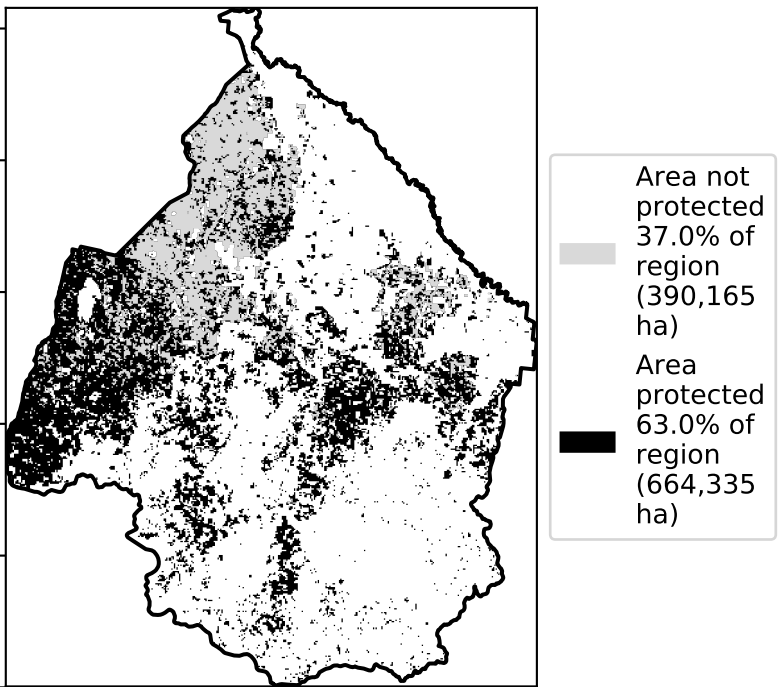 Area not
protected
37.0% of
region
(390,165
ha)
Area
protected
63.0% of
region
(664,335
ha)